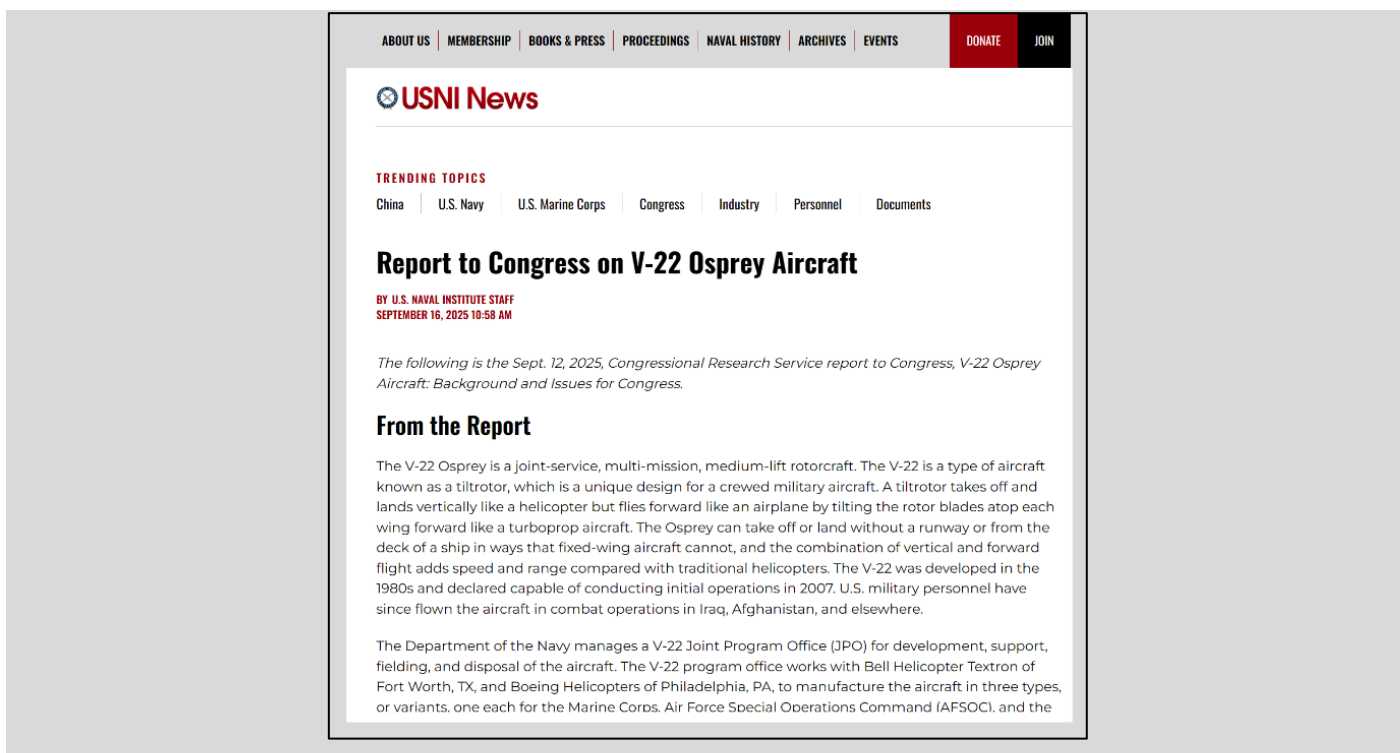 ABOUT US MEMBERSHIP BOOKS & PRESS PROCEEDINGS NAVAL HISTORY ARCHIVES EVENTS DONATE JOIN
USNI News
TRENDING TOPICS
China U.S. Navy U.S. Marine Corps Congress Industry Personnel Documents
Report to Congress on V-22 Osprey Aircraft
BY U.S. NAVAL INSTITUTE STAFF
SEPTEMBER 16, 2025 10:58 AM
The following is the Sept. 12, 2025, Congressional Research Service report to Congress, V-22 Osprey
Aircraft: Background and Issues for Congress.
From the Report
The V-22 Osprey is a joint-service, multi-mission, medium-lift rotorcraft. The V-22 is a type of aircraft
known as a tiltrotor, which is a unique design for a crewed military aircraft. A tiltrotor takes off and
lands vertically like a helicopter but flies forward like an airplane by tilting the rotor blades atop each
wing forward like a turboprop aircraft. The Osprey can take off or land without a runway or from the
deck of a ship in ways that fixed-wing aircraft cannot, and the combination of vertical and forward
flight adds speed and range compared with traditional helicopters. The V-22 was developed in the
1980s and declared capable of conducting initial operations in 2007. U.S. military personnel have
since flown the aircraft in combat operations in Iraq, Afghanistan, and elsewhere.
The Department of the Navy manages a V-22 Joint Program Office (JPO) for development, support,
fielding, and disposal of the aircraft. The V-22 program office works with Bell Helicopter Textron of
Fort Worth, TX, and Boeing Helicopters of Philadelphia, PA, to manufacture the aircraft in three types,
or variants, one each for the Marine Corps, Air Force Special Operations Command (AFSOC), and the